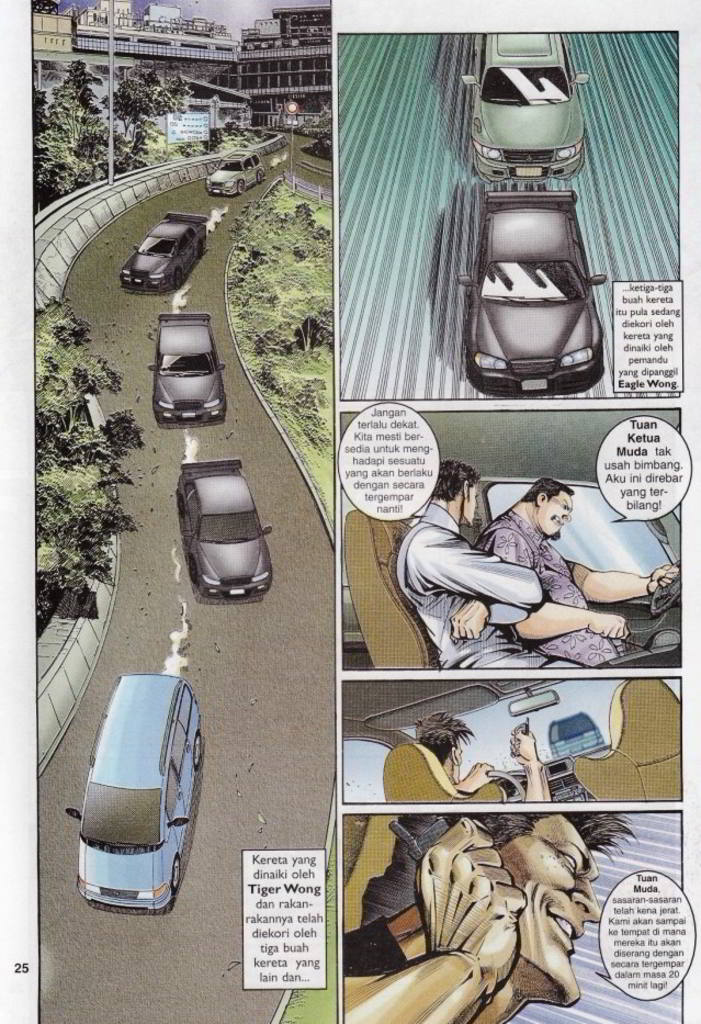 Kereta yang
dinaiki oleh
Tiger Wong
dan rakan-
rakannya telah
diekori oleh
tiga buah
kereta yang
lain dan...
25
...ketiga-tiga
buah kereta
itu pula sedang
diekori oleh
kereta yang
dinaiki oleh
pemandu
yang dipanggil
Eagle Wong.
Jangan
terlalu dekat.
Kita mesti ber-
sedia untuk meng-
hadapi sesuatu
yang akan berlaku
dengan secara
tergempar
nanti!
Tuan
Ketua
Muda tak
usah bimbang.
Aku ini drebar
yang ter-
bilang!
Tuan
Muda,
sasaran-sasaran
telah kena jerat.
Kami akan sampai
ke tempat di mana
mereka itu akan
diserang dengan
secara tergempar
dalam masa 20
minit lagi!